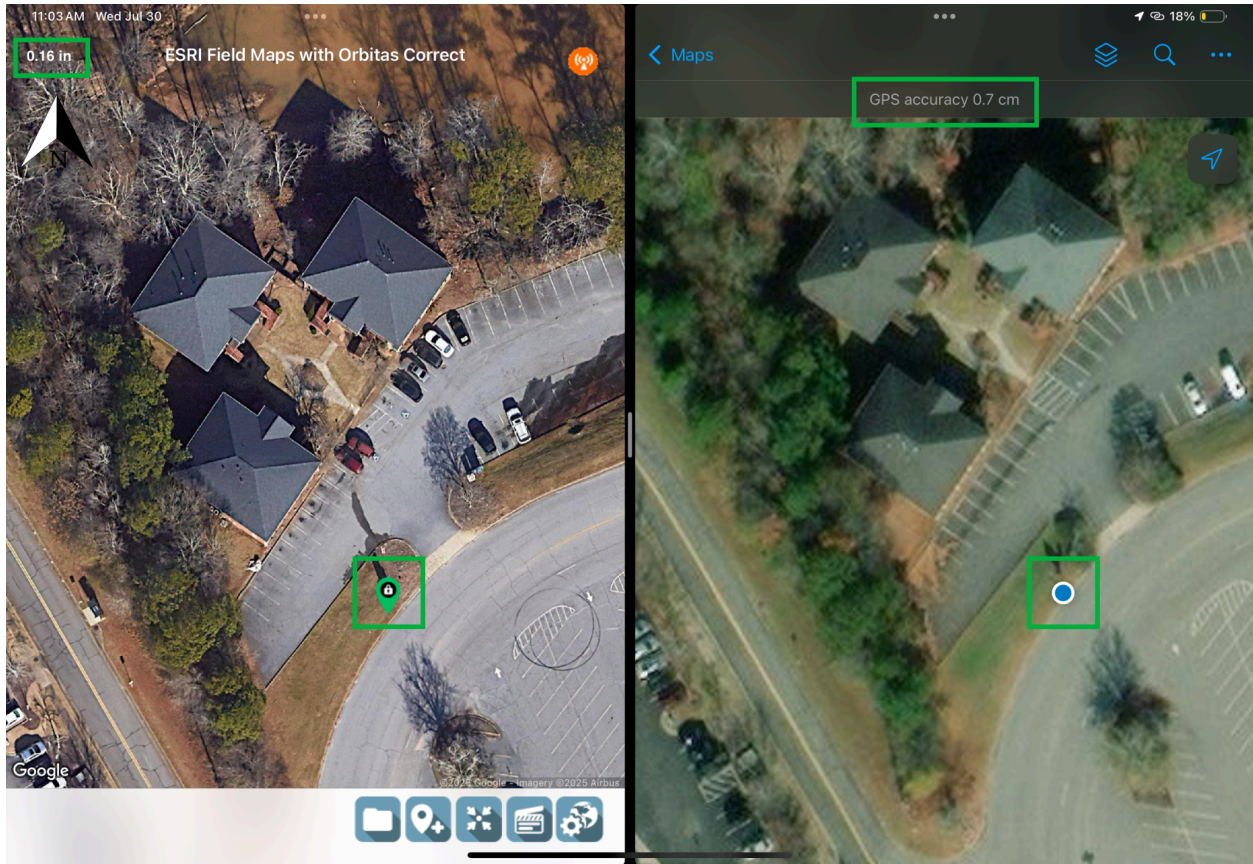 11:03 AM Wed Jul 30
18%
0.16 in
ESRI Field Maps with Orbitas Correct
Maps
GPS accuracy 0.7 cm
N
Google
©2025 Google - Imagery ©2025 Airbus